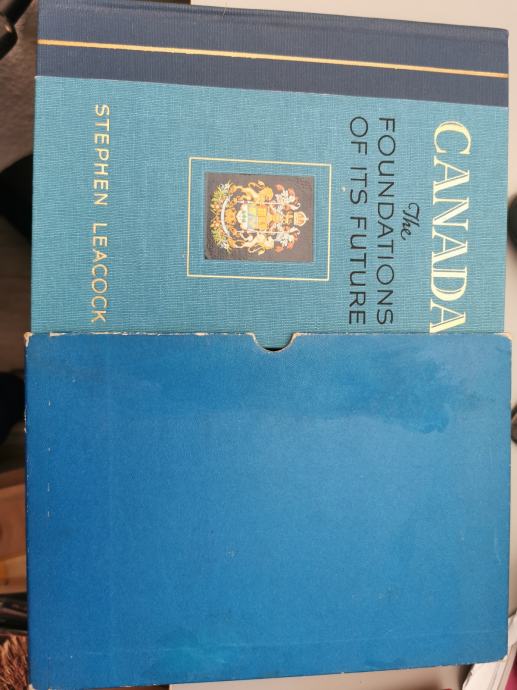 CANADA
The
FOUNDATIONS
OF ITS FUTURE
STEPHEN LEACOCK